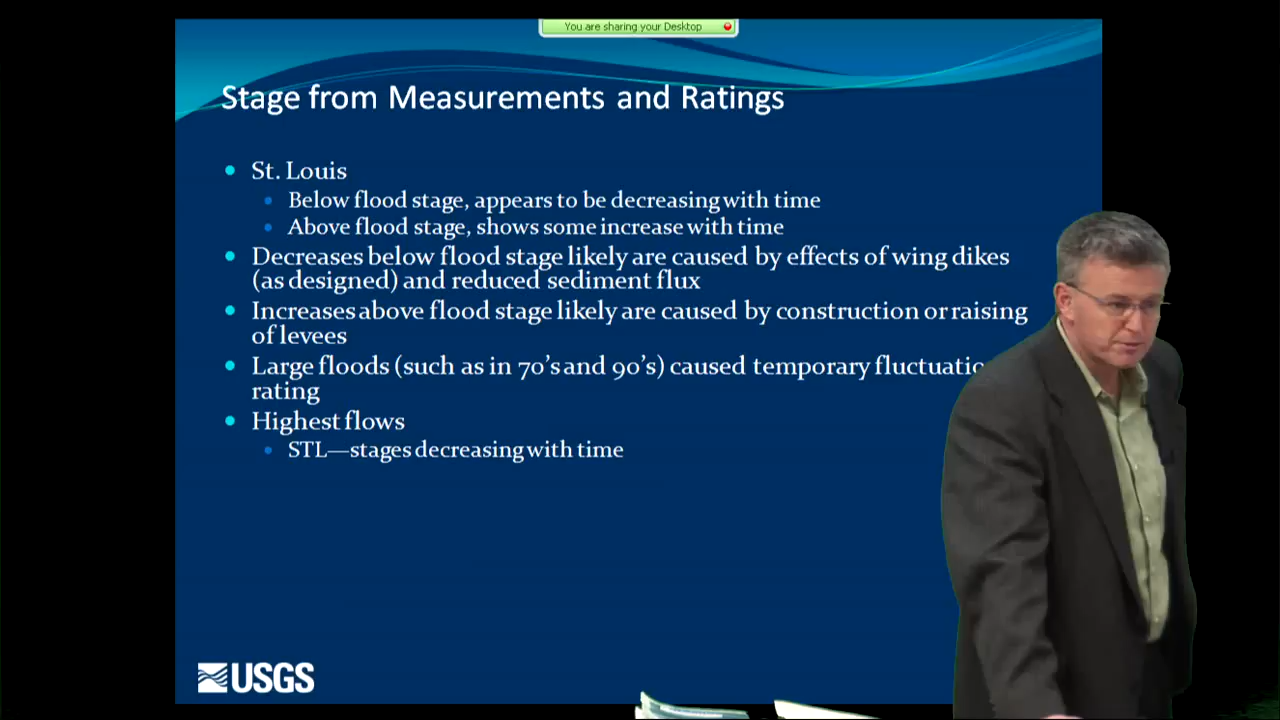 You are sharing your Desktop
Stage from Measurements and Ratings
• St. Louis
• Below flood stage, appears to be decreasing with time
• Above flood stage, shows some increase with time
• Decreases below flood stage likely are caused by effects of wing dikes
(as designed) and reduced sediment flux
• Increases above flood stage likely are caused by construction or raising
of levees
• Large floods (such as in 70's and 90's) caused temporary
rating
• Highest flows
• STL—stages decreasing with time
USGS